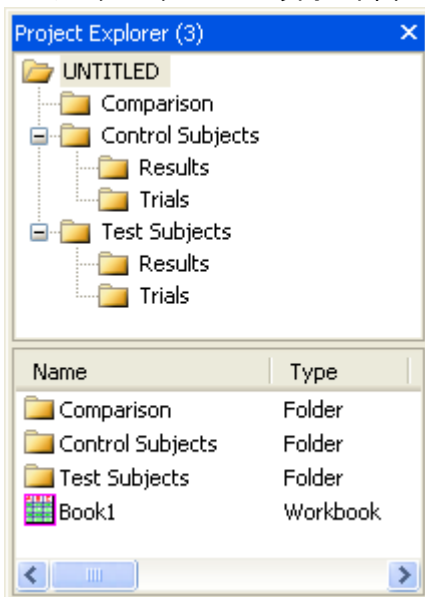 Project Explorer (3)
UNTITLED
Comparison
Control Subjects
Results
Trials
Test Subjects
Results
Trials
Name Type
Comparison Folder
Control Subjects Folder
Test Subjects Folder
Book1 Workbook